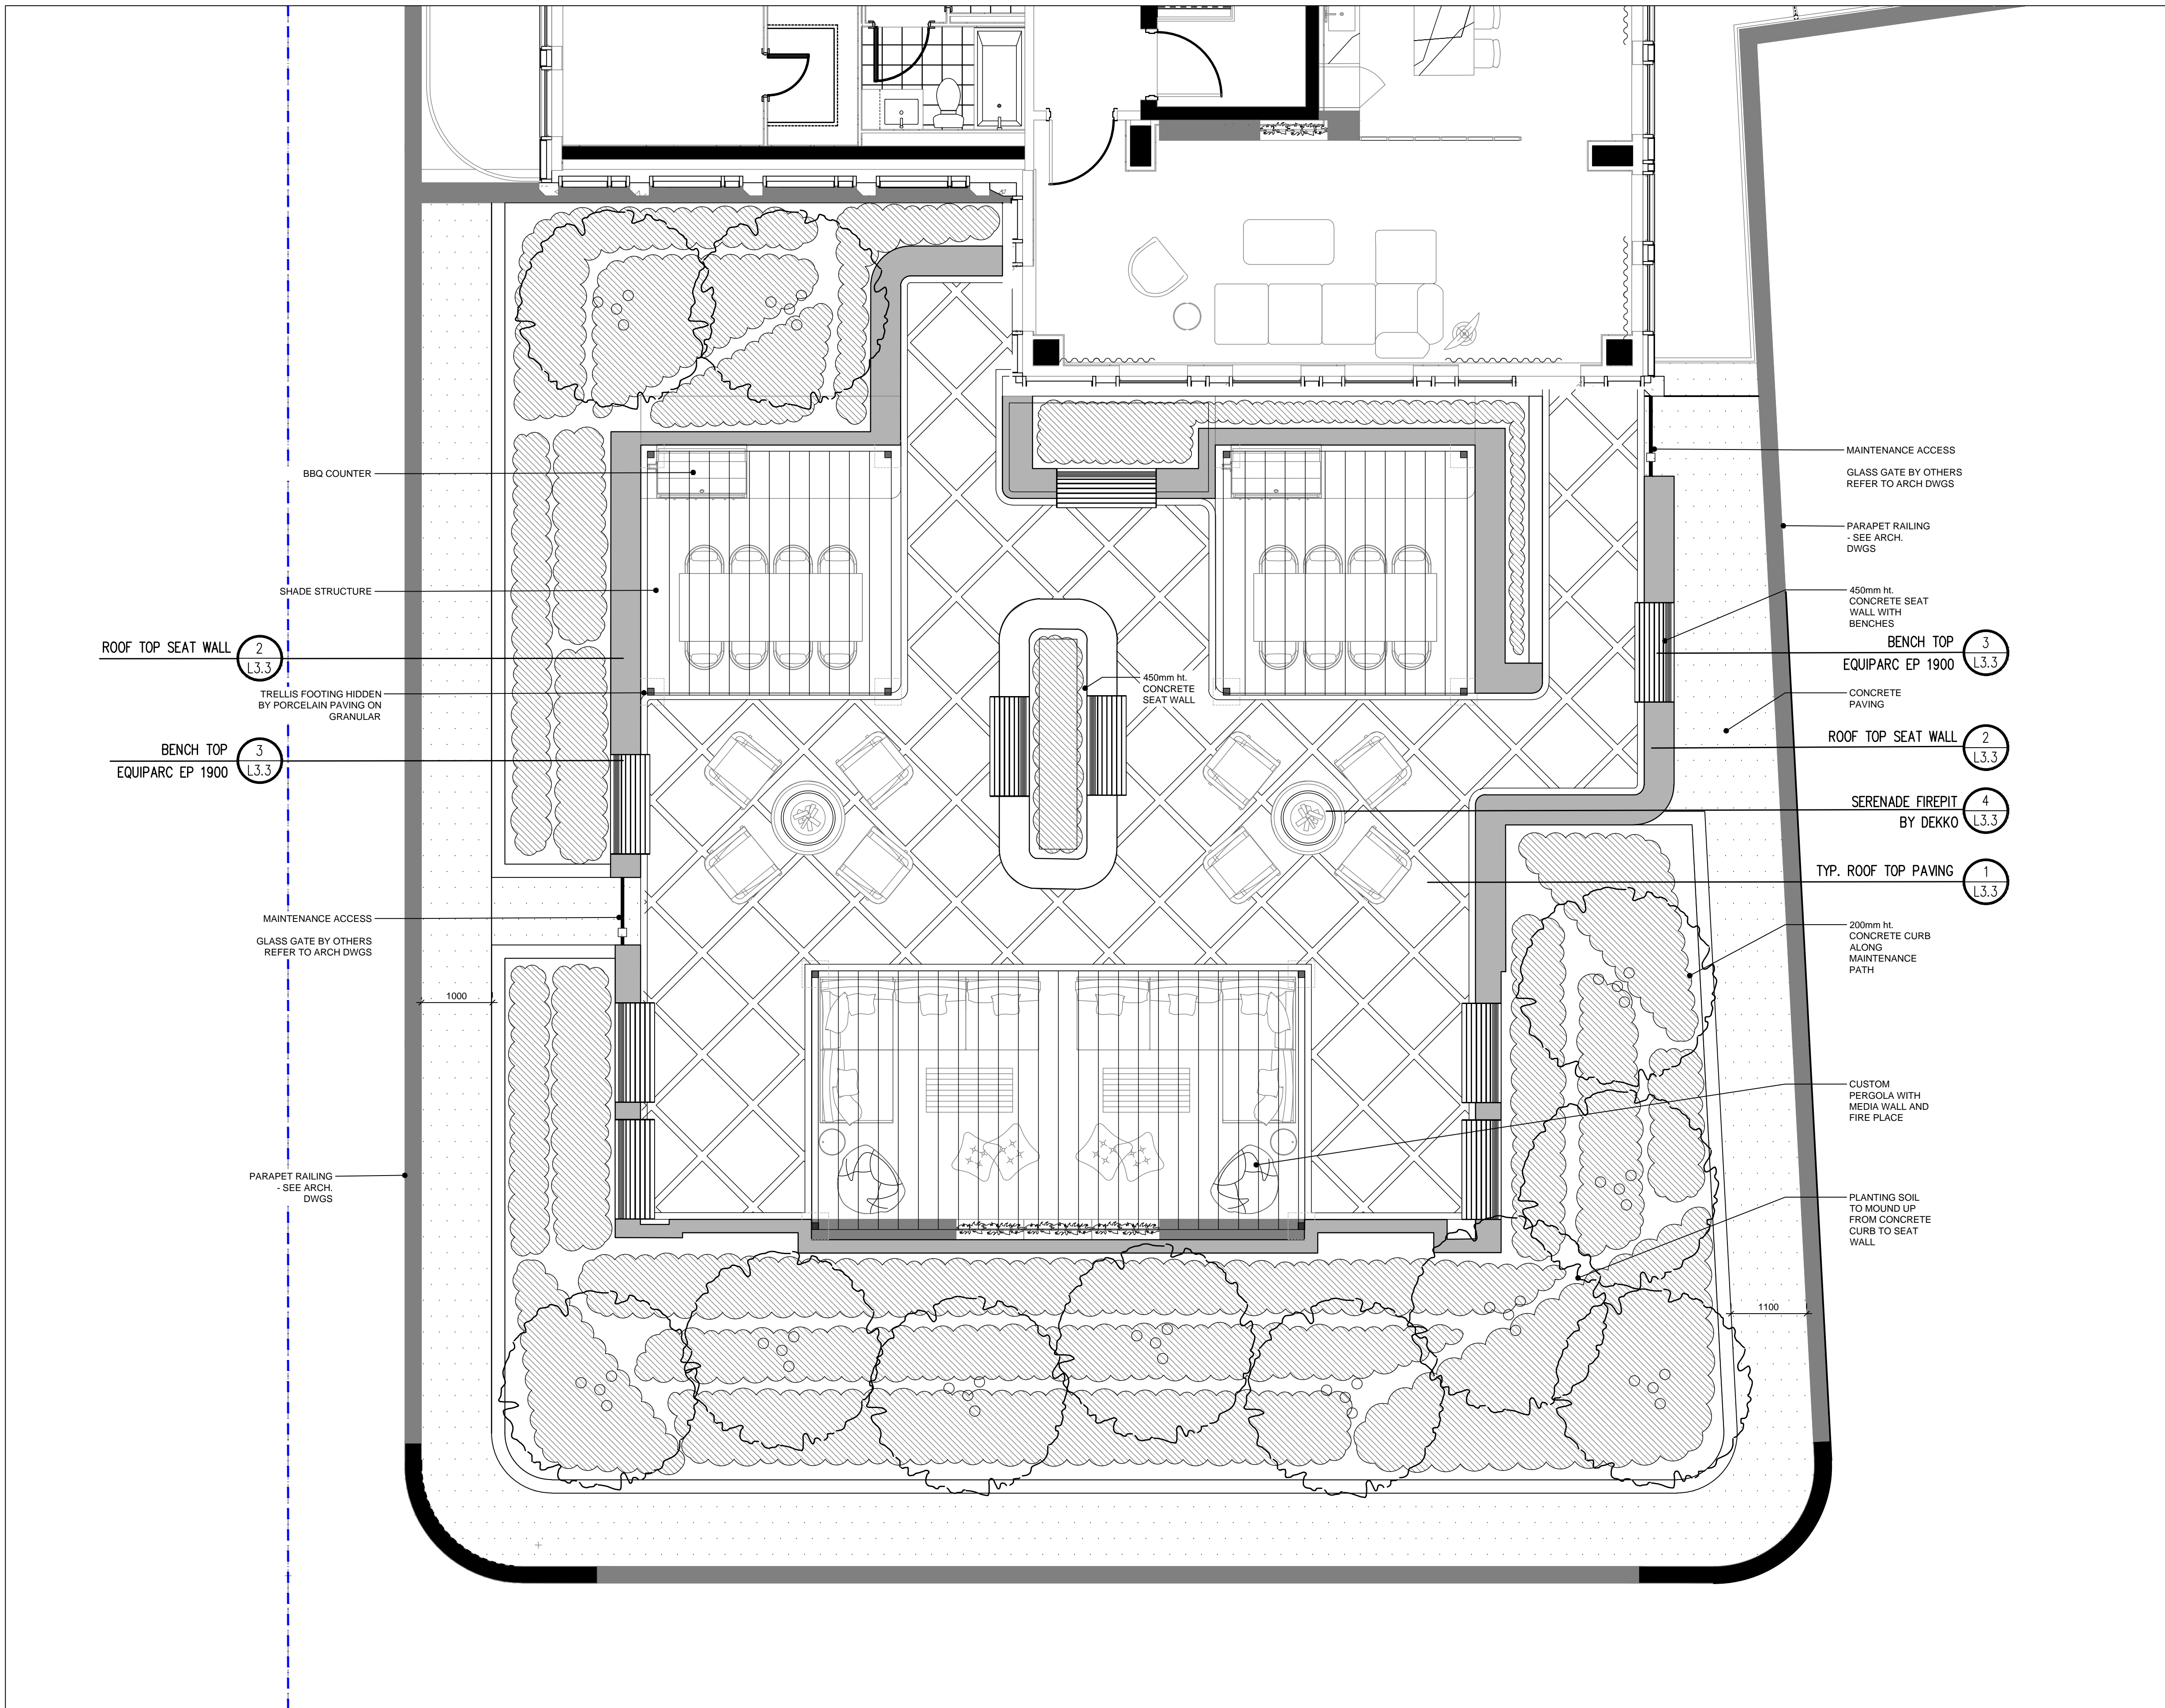 BBQ COUNTER
SHADE STRUCTURE
ROOF TOP SEAT WALL
2
L3.3
TRELLIS FOOTING HIDDEN
BY PORCELAIN PAVING ON
GRANULAR
BENCH TOP
EQUIPARC EP 1900
3
L3.3
MAINTENANCE ACCESS
GLASS GATE BY OTHERS
REFER TO ARCH DWGS
1000
PARAPET RAILING
- SEE ARCH.
DWGS
450mm ht.
CONCRETE
SEAT WALL
MAINTENANCE ACCESS
GLASS GATE BY OTHERS
REFER TO ARCH DWGS
PARAPET RAILING
- SEE ARCH.
DWGS
450mm ht.
CONCRETE SEAT
WALL WITH
BENCHES
BENCH TOP
EQUIPARC EP 1900
3
L3.3
CONCRETE
PAVING
ROOF TOP SEAT WALL
2
L3.3
SERENADE FIREPIT
BY DEKKO
4
L3.3
TYP. ROOF TOP PAVING
1
L3.3
200mm ht.
CONCRETE CURB
ALONG
MAINTENANCE
PATH
CUSTOM
PERGOLA WITH
MEDIA WALL AND
FIRE PLACE
PLANTING SOIL
TO MOUND UP
FROM CONCRETE
CURB TO SEAT
WALL
1100